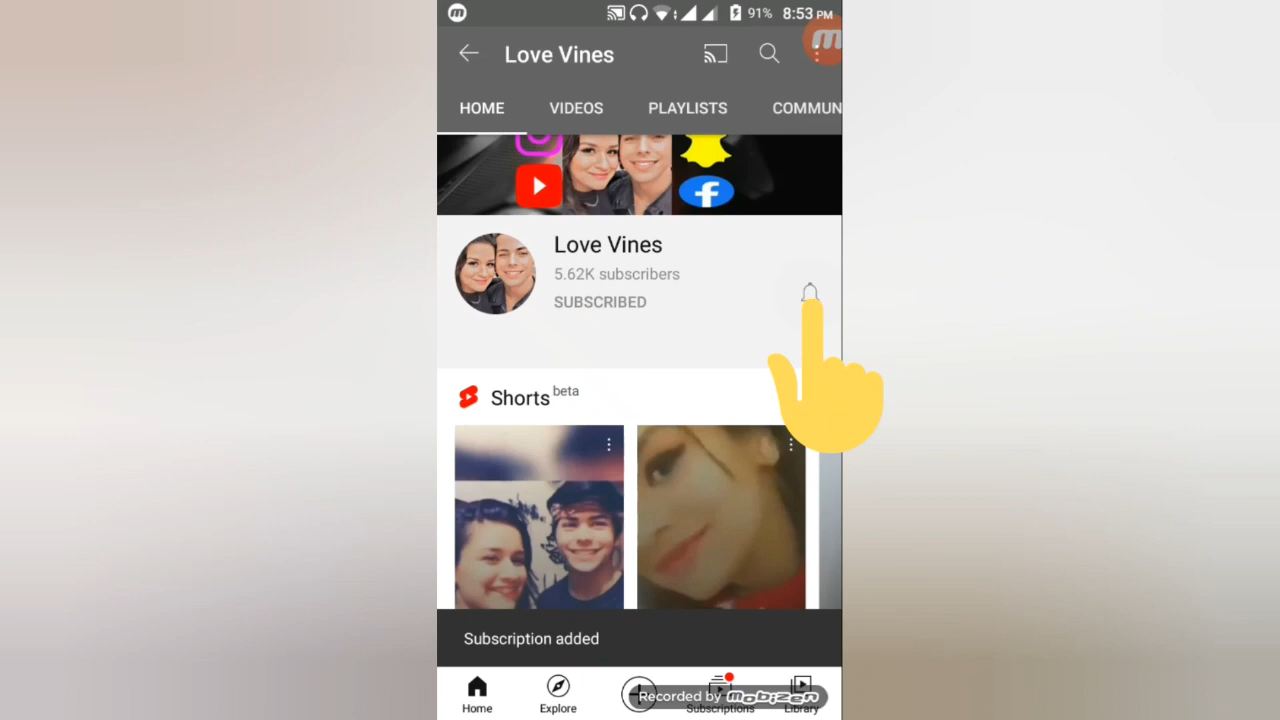 91% 8:53 PM
Love Vines
HOME VIDEOS PLAYLISTS COMMUN
Love Vines
5.62K subscribers
SUBSCRIBED
Shorts beta
Subscription added
Recorded by mobizen
Home Explore Subscriptions Library